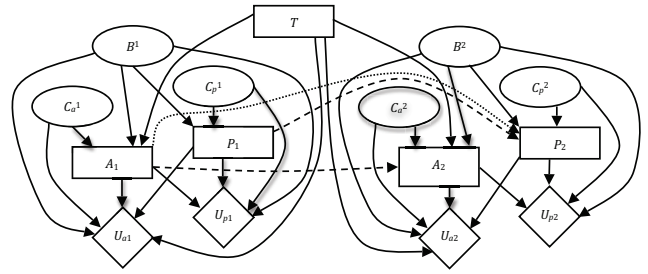 T
B¹
B²
Cₚ¹
Cₚ²
Cₐ¹
Cₐ²
P₁
P₂
A₁
A₂
Uₚ₁
Uₚ₂
Uₐ₁
Uₐ₂